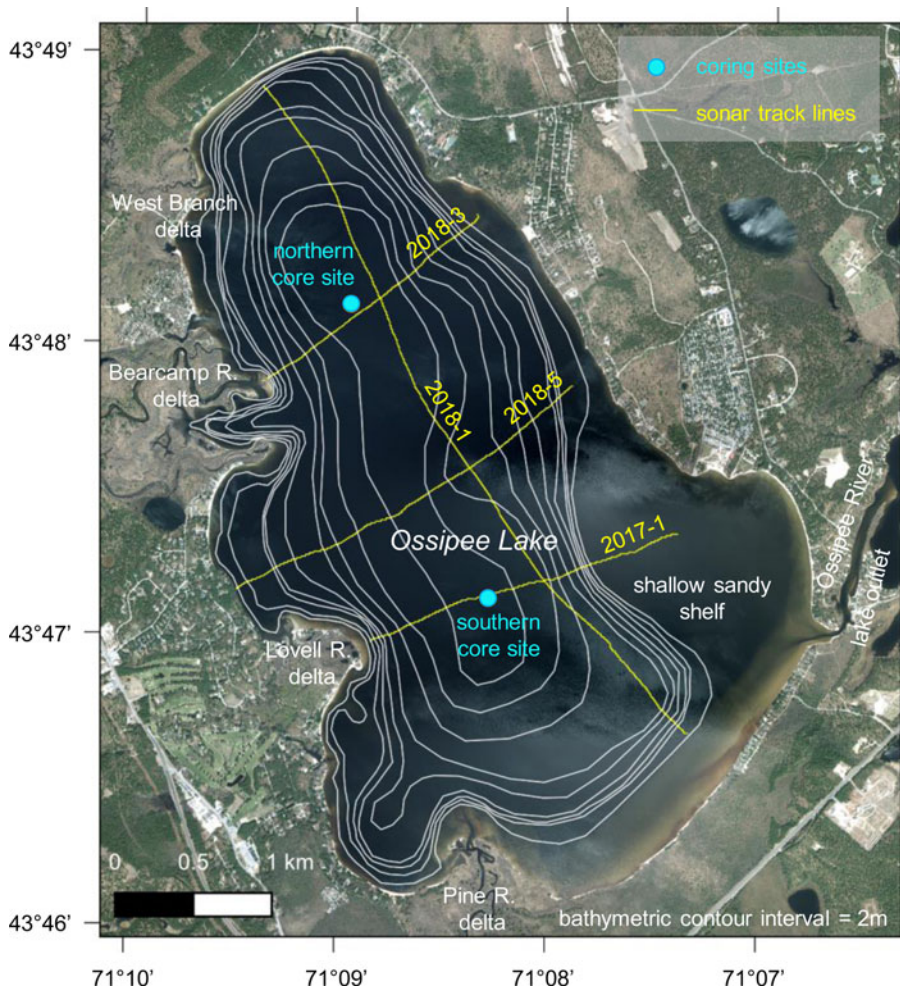 43°49'
coring sites
sonar track lines
West Branch
delta
2018-3
northern
core site
43°48'
Bearcamp R.
delta
2018-1
2018-5
Ossipee Lake
2017-1
Ossipee River
lake outlet
shallow sandy
shelf
43°47'
southern
core site
Lovell R.
delta
0 0.5 1 km
Pine R.
delta
bathymetric contour interval = 2m
43°46'
71°10' 71°09' 71°08' 71°07'